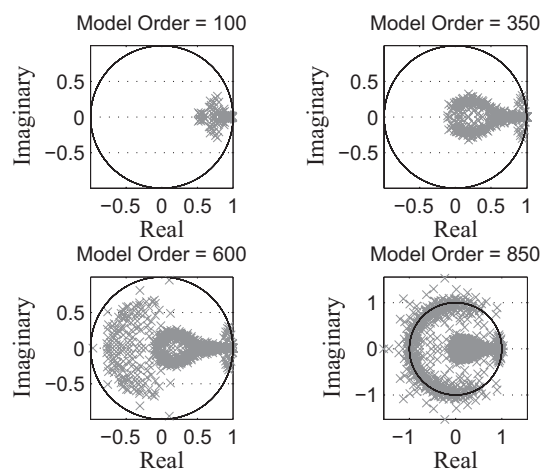 Model Order = 100
Imaginary
0.5
0
−0.5
−0.5 0 0.5 1
Real
Model Order = 350
Imaginary
0.5
0
−0.5
−0.5 0 0.5 1
Real
Model Order = 600
Imaginary
0.5
0
−0.5
−0.5 0 0.5 1
Real
Model Order = 850
Imaginary
1
0
−1
−1 0 1
Real